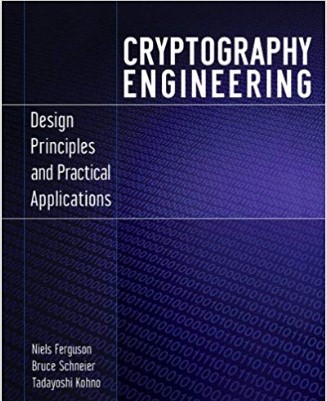 CRYPTOGRAPHY
ENGINEERING
Design
Principles
and Practical
Applications
Niels Ferguson
Bruce Schneier
Tadayoshi Kohno